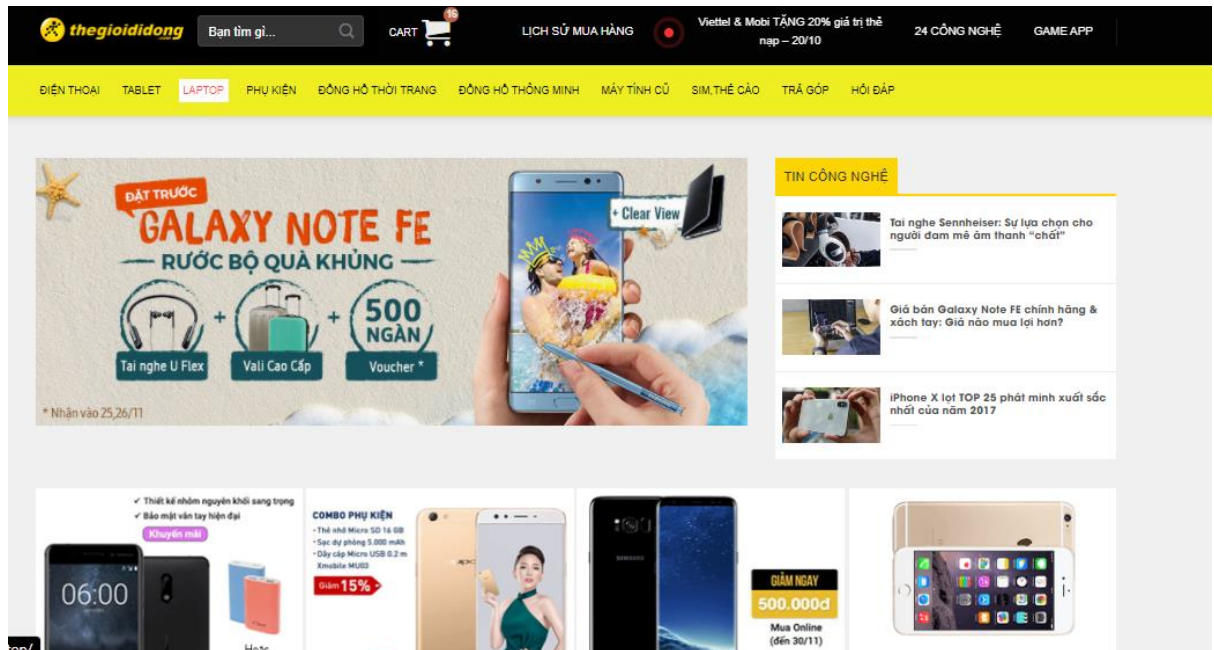 thegioididong
.com
Bạn tìm gì...
CART
16
LỊCH SỬ MUA HÀNG
Viettel & Mobi TẶNG 20% giá trị thẻ
nạp – 20/10
24 CÔNG NGHỆ
GAME APP
ĐIỆN THOẠI
TABLET
LAPTOP
PHỤ KIỆN
ĐỒNG HỒ THỜI TRANG
ĐỒNG HỒ THÔNG MINH
MÁY TÍNH CŨ
SIM,THẺ CÀO
TRẢ GÓP
HỎI ĐÁP
ĐẶT TRƯỚC
GALAXY NOTE FE
RƯỚC BỘ QUÀ KHỦNG
+ Clear View
Tai nghe U Flex
+
Vali Cao Cấp
+
500
NGÀN
Voucher *
* Nhận vào 25,26/11
TIN CÔNG NGHỆ
Tai nghe Sennheiser: Sự lựa chọn cho
người đam mê âm thanh “chất”
Giá bán Galaxy Note FE chính hãng &
xách tay: Giá nào mua lợi hơn?
iPhone X lọt TOP 25 phát minh xuất sắc
nhất của năm 2017
✓ Thiết kế nhôm nguyên khối sang trọng
✓ Bảo mật vân tay hiện đại
Khuyến mãi
06:00
Hoặc
COMBO PHỤ KIỆN
- Thẻ nhớ Micro SD 16 GB
- Sạc dự phòng 5.000 mAh
- Dây cáp Micro USB 0.2 m
Xmobile MU03
Giảm 15%
oppo
SAMSUNG
GIẢM NGAY
500.000đ
Mua Online
(đến 30/11)
top/